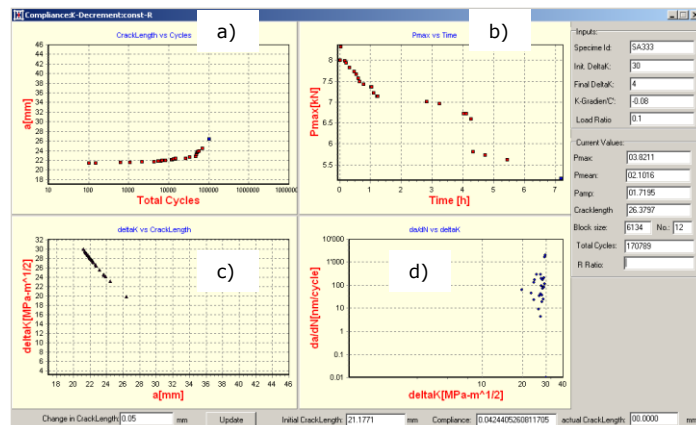 Compliance:K-Decrement:const-R
CrackLength vs Cycles
a)
a[mm]
46
44
42
40
38
36
34
32
30
28
26
24
22
20
18
10 100 1000 10000 100000 1000000 10000000
Total Cycles
Pmax vs Time
b)
Pmax[kN]
8
7.5
7
6.5
6
5.5
0 1 2 3 4 5 6 7
Time [h]
deltaK vs CrackLength
c)
deltaK[MPa-m^1/2]
32
30
28
26
24
22
20
18
16
14
12
10
8
6
4
18 20 22 24 26 28 30 32 34 36 38 40 42 44 46
a[mm]
da/dN vs deltaK
d)
da/dN[nm/cycle]
10'000
1'000
100
10
1
0.1
0.01
10 20 30 40
deltaK[MPa-m^1/2]
Inputs:
Specime Id: SA333
Init. DeltaK: 30
Final DeltaK: 4
K-Gradien'C': -0.08
Load Ratio 0.1
Current Values:
Pmax: 03.8211
Pmean: 02.1016
Pamp: 01.7195
Cracklength 26.3797
Block size: 6134 No.: 12
Total Cycles: 170789
R Ratio:
Change in CrackLength: 0.05 mm Update Initial CrackLength: 21.1771 mm Compliance: 0.0424405260811705 actual CrackLength: 00.0000 mm